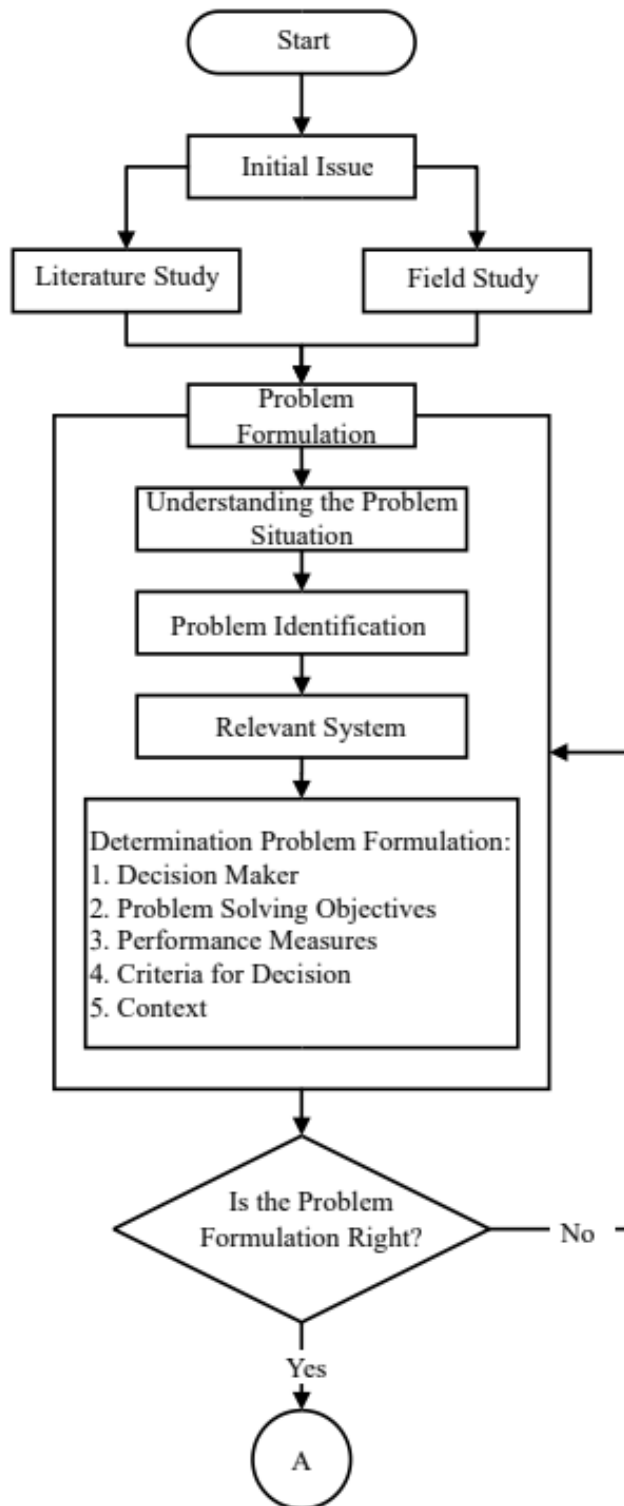 Start
Initial Issue
Literature Study
Field Study
Problem
Formulation
Understanding the Problem
Situation
Problem Identification
Relevant System
Determination Problem Formulation:
1. Decision Maker
2. Problem Solving Objectives
3. Performance Measures
4. Criteria for Decision
5. Context
Is the Problem
Formulation Right?
No
Yes
A